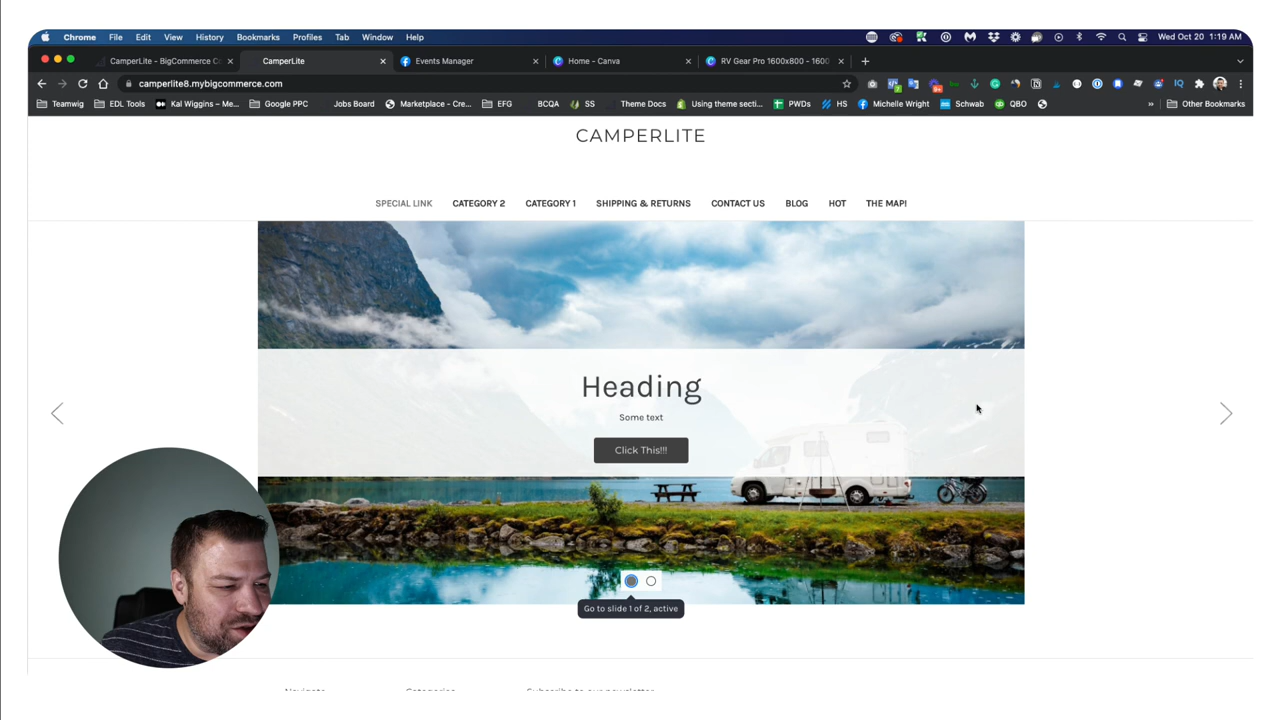 Chrome File Edit View History Bookmarks Profiles Tab Window Help Wed Oct 20 1:19 AM
CamperLite - BigCommerce Co CamperLite Events Manager Home - Canva RV Gear Pro 1600x800 - 1600
camperlite8.mybigcommerce.com
Teamwig EDL Tools Kal Wiggins – Me... Google PPC Jobs Board Marketplace - Cre... EFG BCQA SS Theme Docs Using theme secti... PWDs HS Michelle Wright Schwab QBO » Other Bookmarks
CAMPERLITE
SPECIAL LINK CATEGORY 2 CATEGORY 1 SHIPPING & RETURNS CONTACT US BLOG HOT THE MAP!
Heading
Some text
Click This!!!
Go to slide 1 of 2, active
Navigate Categories Subscribe to our newsletter